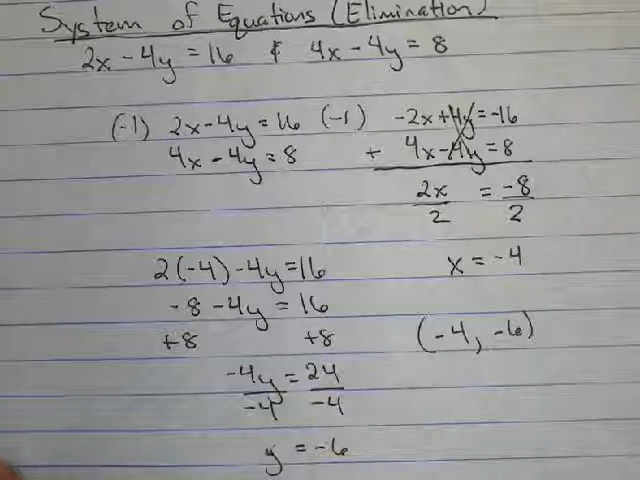 System of Equations (Elimination)
2x - 4y = 16 & 4x - 4y = 8
(-1) 2x - 4y = 16 (-1) -2x + 4y = -16
4x - 4y = 8 + 4x - 4y = 8
2x = -8
2 2
2(-4) - 4y = 16 x = -4
-8 - 4y = 16
+8 +8 (-4, -6)
-4y = 24
-4 -4
y = -6